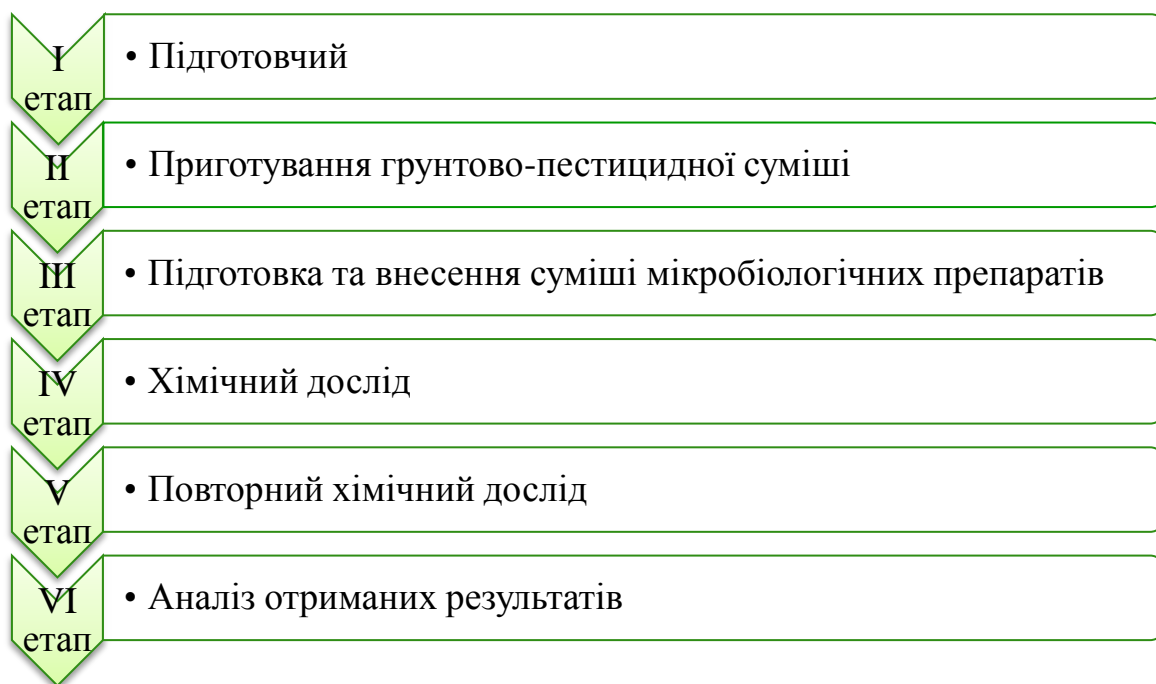 I
етап
• Підготовчий
II
етап
• Приготування грунтово-пестицидної суміші
III
етап
• Підготовка та внесення суміші мікробіологічних препаратів
IV
етап
• Хімічний дослід
V
етап
• Повторний хімічний дослід
VI
етап
• Аналіз отриманих результатів